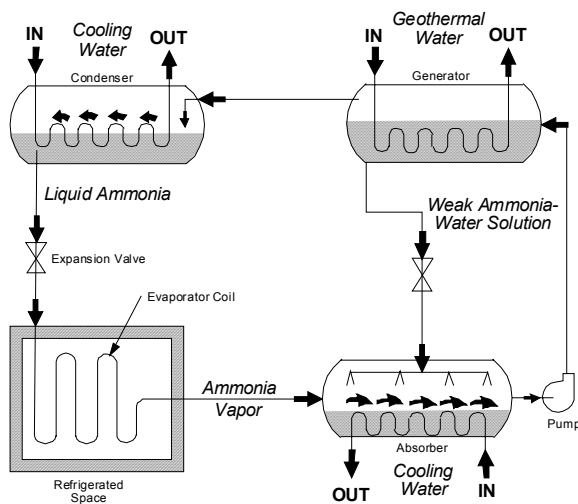 Cooling
Water
IN
OUT
Condenser
Geothermal
Water
IN
OUT
Generator
Liquid Ammonia
Weak Ammonia-
Water Solution
Expansion Valve
Evaporator Coil
Ammonia
Vapor
Pump
Absorber
Refrigerated
Space
Cooling
Water
OUT
IN